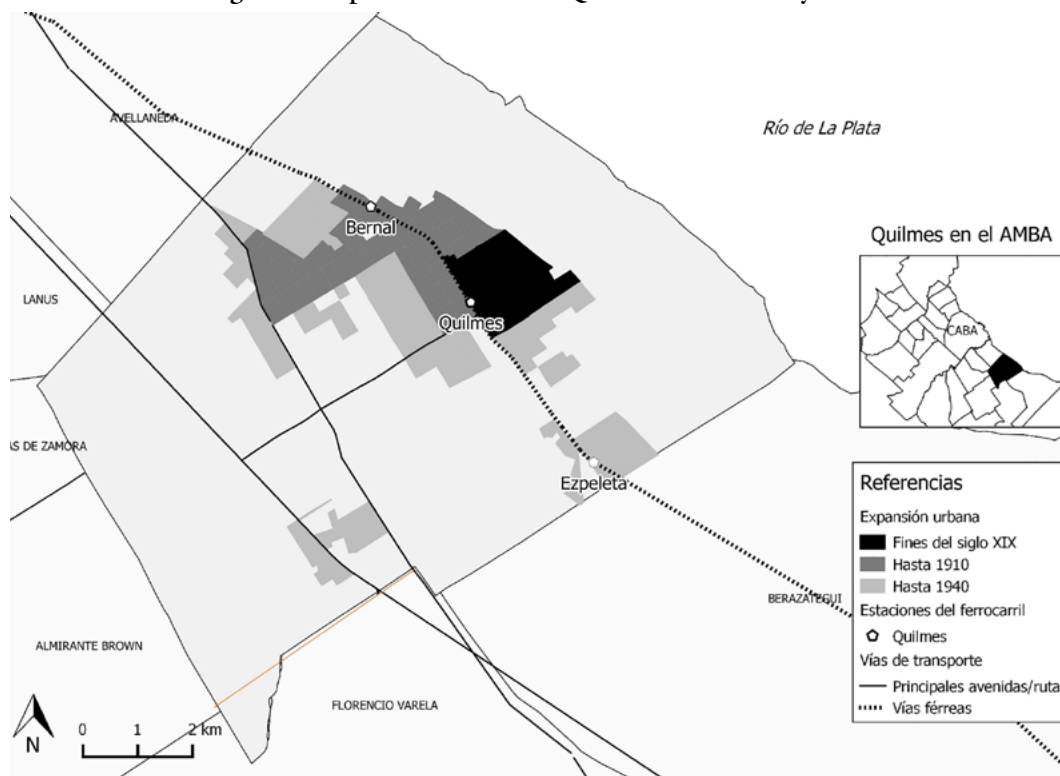 AVELLANEDA
Río de La Plata
Bernal
Quilmes en el AMBA
LANUS
Quilmes
CABA
AS DE ZAMORA
Ezpeleta
Referencias
Expansión urbana
Fines del siglo XIX
Hasta 1910
Hasta 1940
Estaciones del ferrocarril
Quilmes
Vías de transporte
Principales avenidas/ruta
Vías férreas
BERAZATEGUI
ALMIRANTE BROWN
FLORENCIO VARELA
N
0 1 2 km